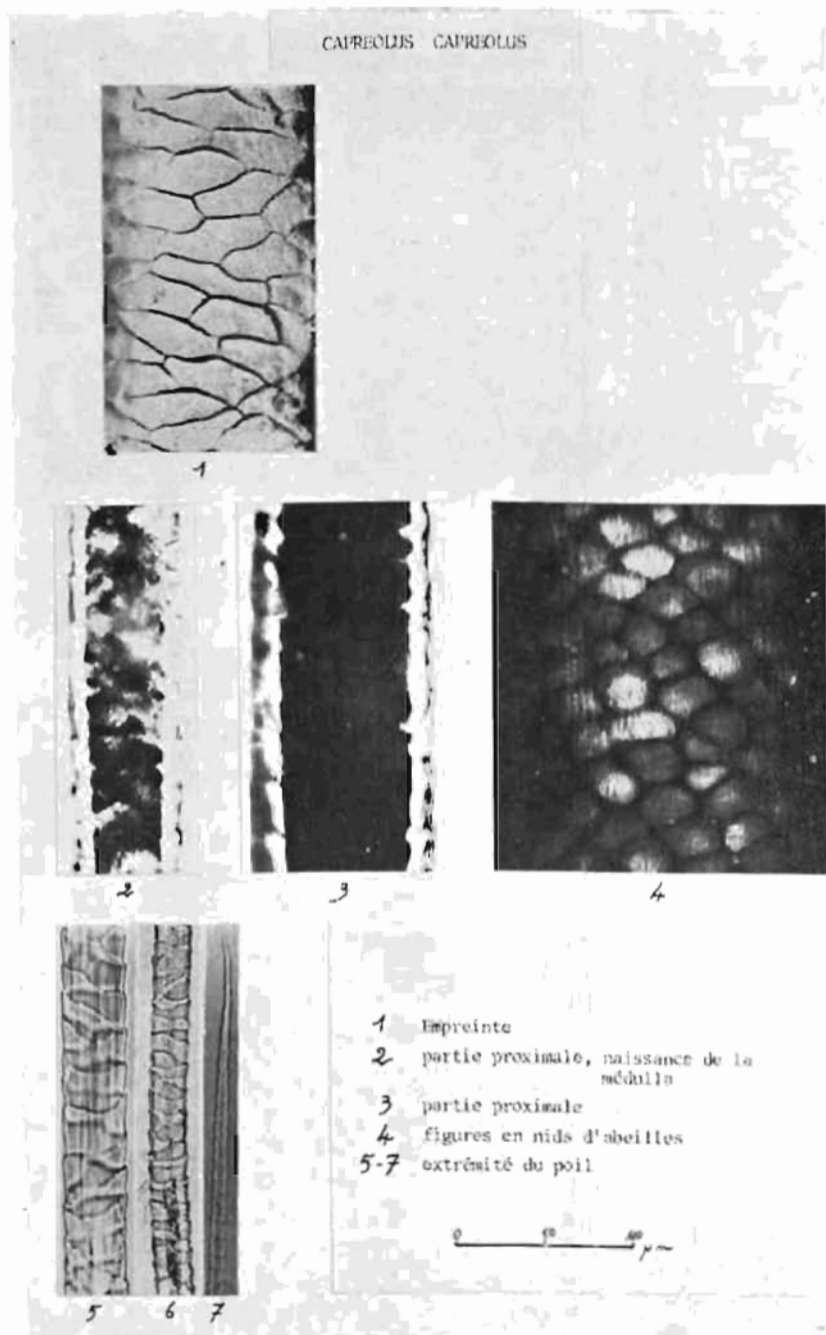 CAPREOLUS CAPREOLUS
1
2
3
4
5 6 7
1 Empreinte
2 partie proximale, naissance de la
médulla
3 partie proximale
4 figures en nids d'abeilles
5-7 extrémité du poil
0 50 100 µm